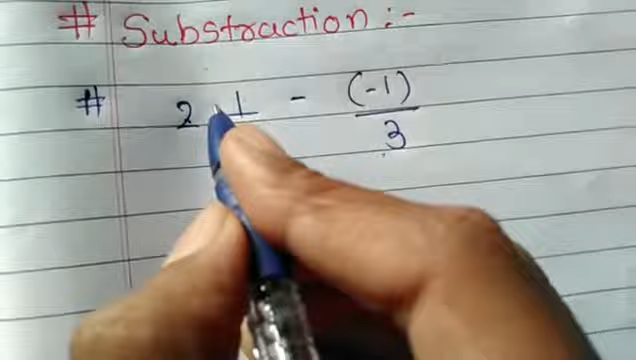 # Substraction :-
# 2 1 - (-1)
3